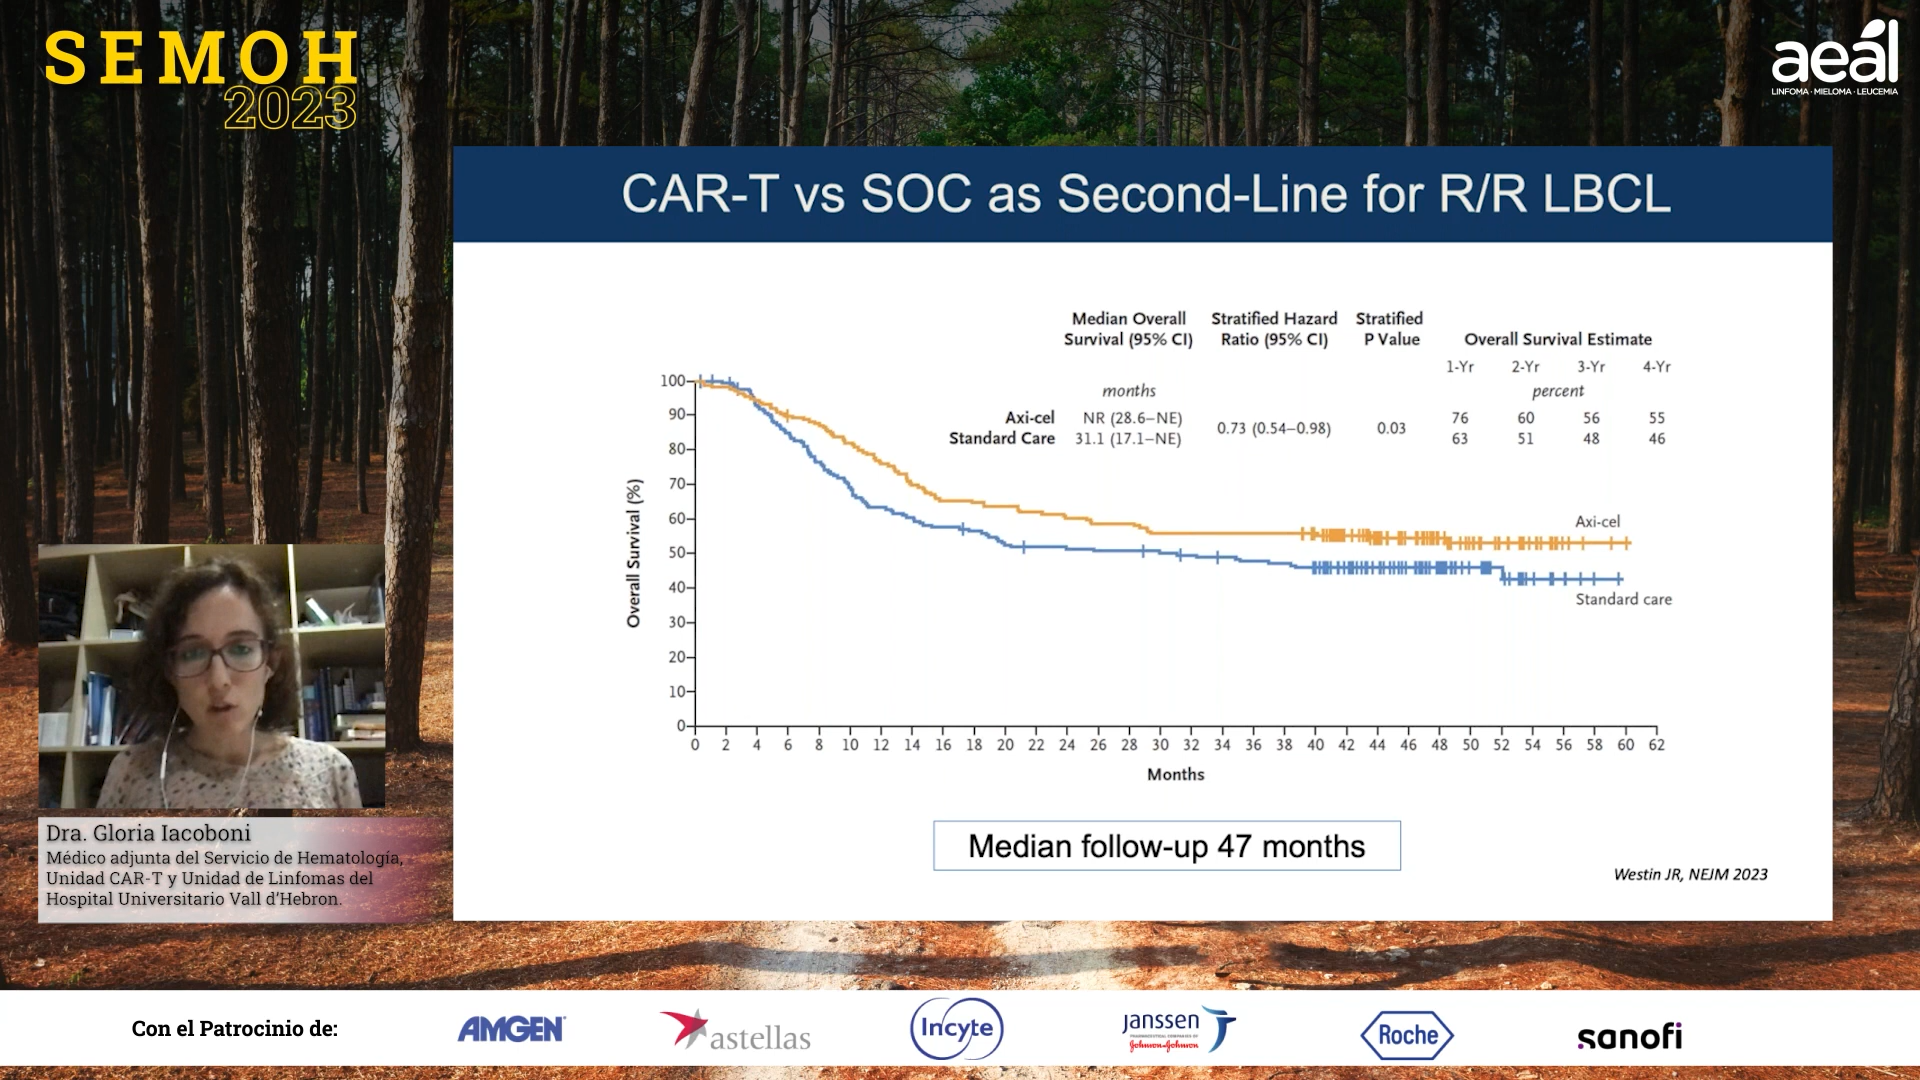 SEMOH
2023
aeál
LINFOMA · MIELOMA · LEUCEMIA
CAR-T vs SOC as Second-Line for R/R LBCL
Median Overall Survival (95% CI)
Stratified Hazard Ratio (95% CI)
Stratified P Value
Overall Survival Estimate
1-Yr 2-Yr 3-Yr 4-Yr
months
percent
Axi-cel NR (28.6–NE) 76 60 56 55
0.73 (0.54–0.98) 0.03
Standard Care 31.1 (17.1–NE) 63 51 48 46
Overall Survival (%)
100
90
80
70
60
50
40
30
20
10
0
Axi-cel
Standard care
0 2 4 6 8 10 12 14 16 18 20 22 24 26 28 30 32 34 36 38 40 42 44 46 48 50 52 54 56 58 60 62
Months
Median follow-up 47 months
Westin JR, NEJM 2023
Dra. Gloria Iacoboni
Médico adjunta del Servicio de Hematología,
Unidad CAR-T y Unidad de Linfomas del
Hospital Universitario Vall d'Hebron.
Con el Patrocinio de:
AMGEN
astellas
Incyte
janssen
Johnson & Johnson
Roche
sanofi